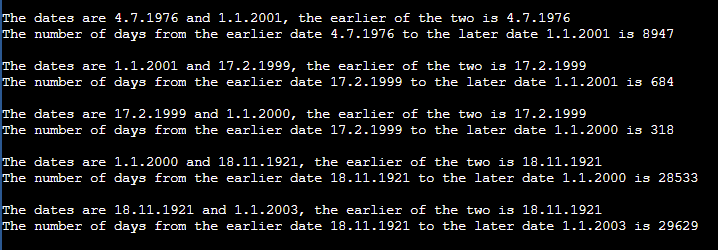 The dates are 4.7.1976 and 1.1.2001, the earlier of the two is 4.7.1976
The number of days from the earlier date 4.7.1976 to the later date 1.1.2001 is 8947
The dates are 1.1.2001 and 17.2.1999, the earlier of the two is 17.2.1999
The number of days from the earlier date 17.2.1999 to the later date 1.1.2001 is 684
The dates are 17.2.1999 and 1.1.2000, the earlier of the two is 17.2.1999
The number of days from the earlier date 17.2.1999 to the later date 1.1.2000 is 318
The dates are 1.1.2000 and 18.11.1921, the earlier of the two is 18.11.1921
The number of days from the earlier date 18.11.1921 to the later date 1.1.2000 is 28533
The dates are 18.11.1921 and 1.1.2003, the earlier of the two is 18.11.1921
The number of days from the earlier date 18.11.1921 to the later date 1.1.2003 is 29629